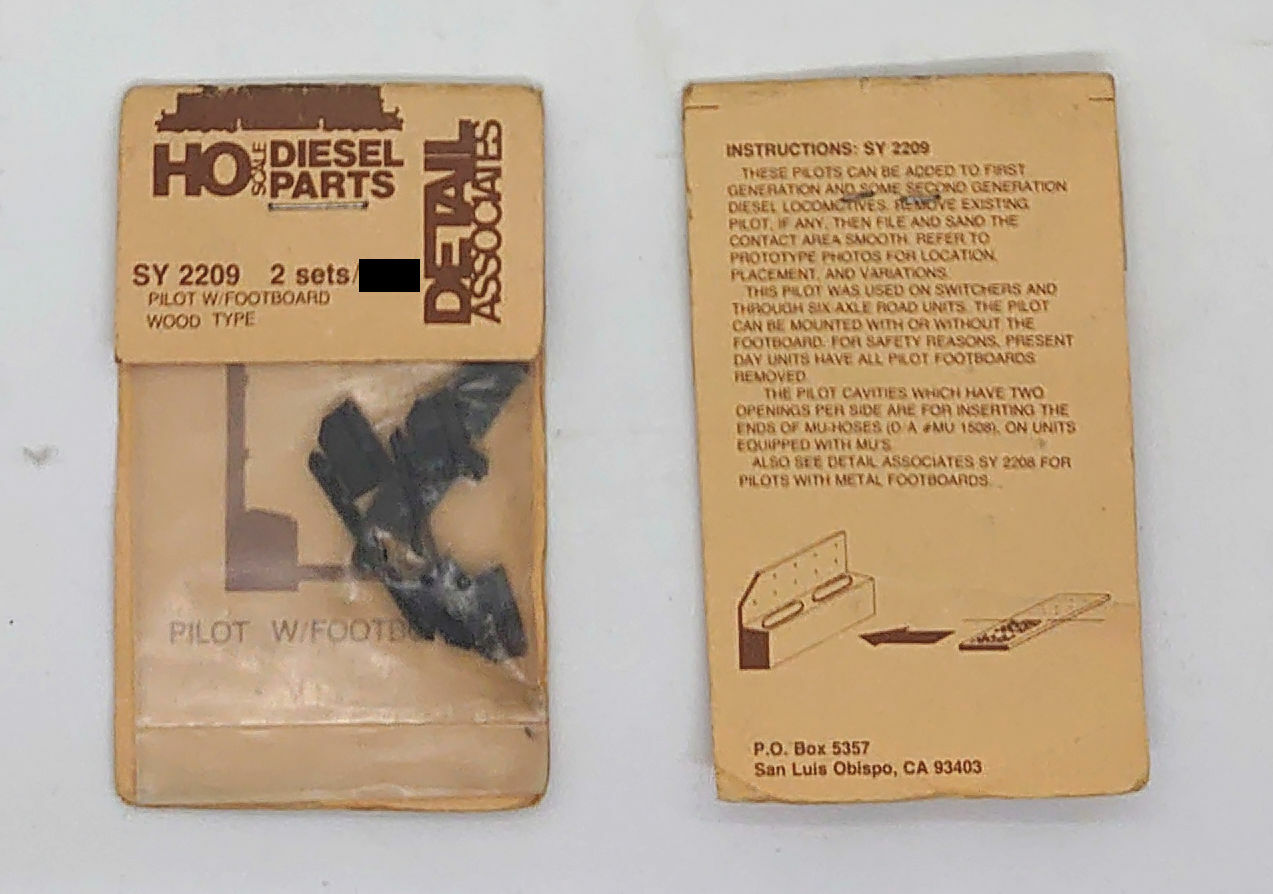 HO SCALE DIESEL PARTS
DETAIL ASSOCIATES
SY 2209 2 sets/
PILOT W/FOOTBOARD
WOOD TYPE
PILOT W/FOOTB
INSTRUCTIONS: SY 2209
THESE PILOTS CAN BE ADDED TO FIRST
GENERATION AND SOME SECOND GENERATION
DIESEL LOCOMOTIVES. REMOVE EXISTING
PILOT, IF ANY, THEN FILE AND SAND THE
CONTACT AREA SMOOTH. REFER TO
PROTOTYPE PHOTOS FOR LOCATION,
PLACEMENT, AND VARIATIONS.
THIS PILOT WAS USED ON SWITCHERS AND
THROUGH SIX-AXLE ROAD UNITS. THE PILOT
CAN BE MOUNTED WITH OR WITHOUT THE
FOOTBOARD. FOR SAFETY REASONS, PRESENT
DAY UNITS HAVE ALL PILOT FOOTBOARDS
REMOVED.
THE PILOT CAVITIES WHICH HAVE TWO
OPENINGS PER SIDE ARE FOR INSERTING THE
ENDS OF MU-HOSES (D A #MU 1508), ON UNITS
EQUIPPED WITH MU'S.
ALSO SEE DETAIL ASSOCIATES SY 2208 FOR
PILOTS WITH METAL FOOTBOARDS.
P.O. Box 5357
San Luis Obispo, CA 93403